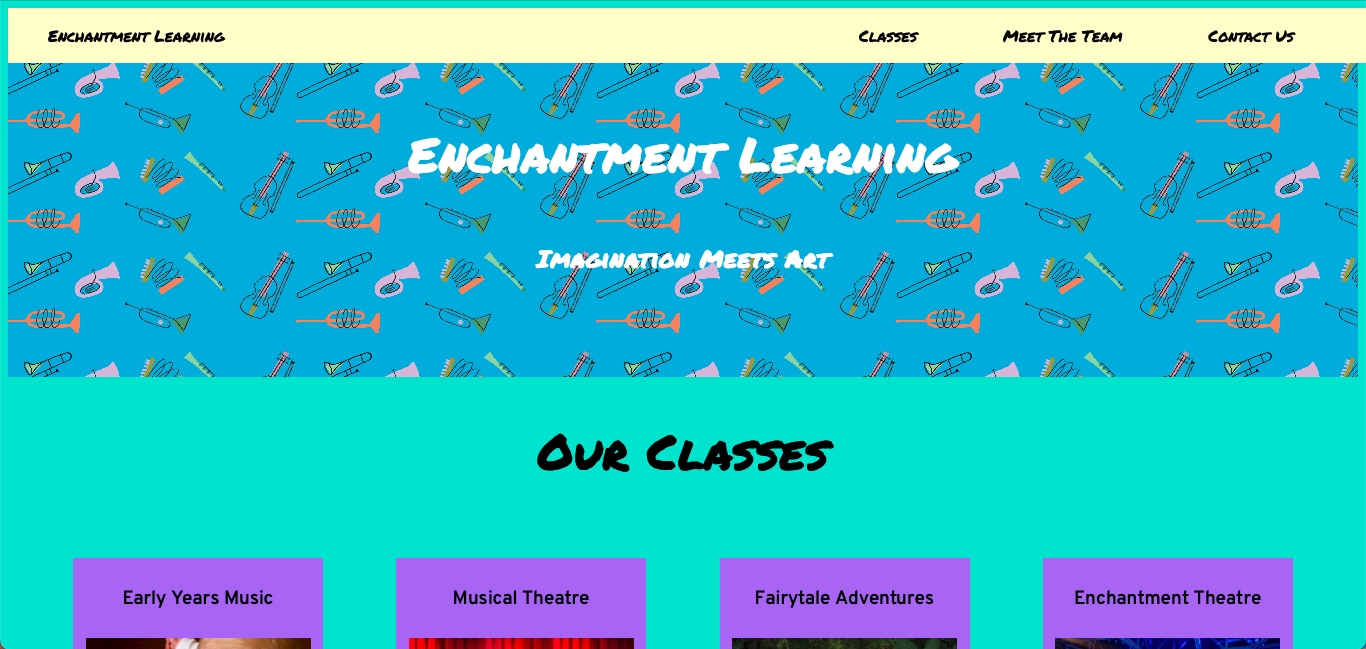 Enchantment Learning Classes Meet The Team Contact Us
Enchantment Learning
Imagination Meets Art
Our Classes
Early Years Music Musical Theatre Fairytale Adventures Enchantment Theatre